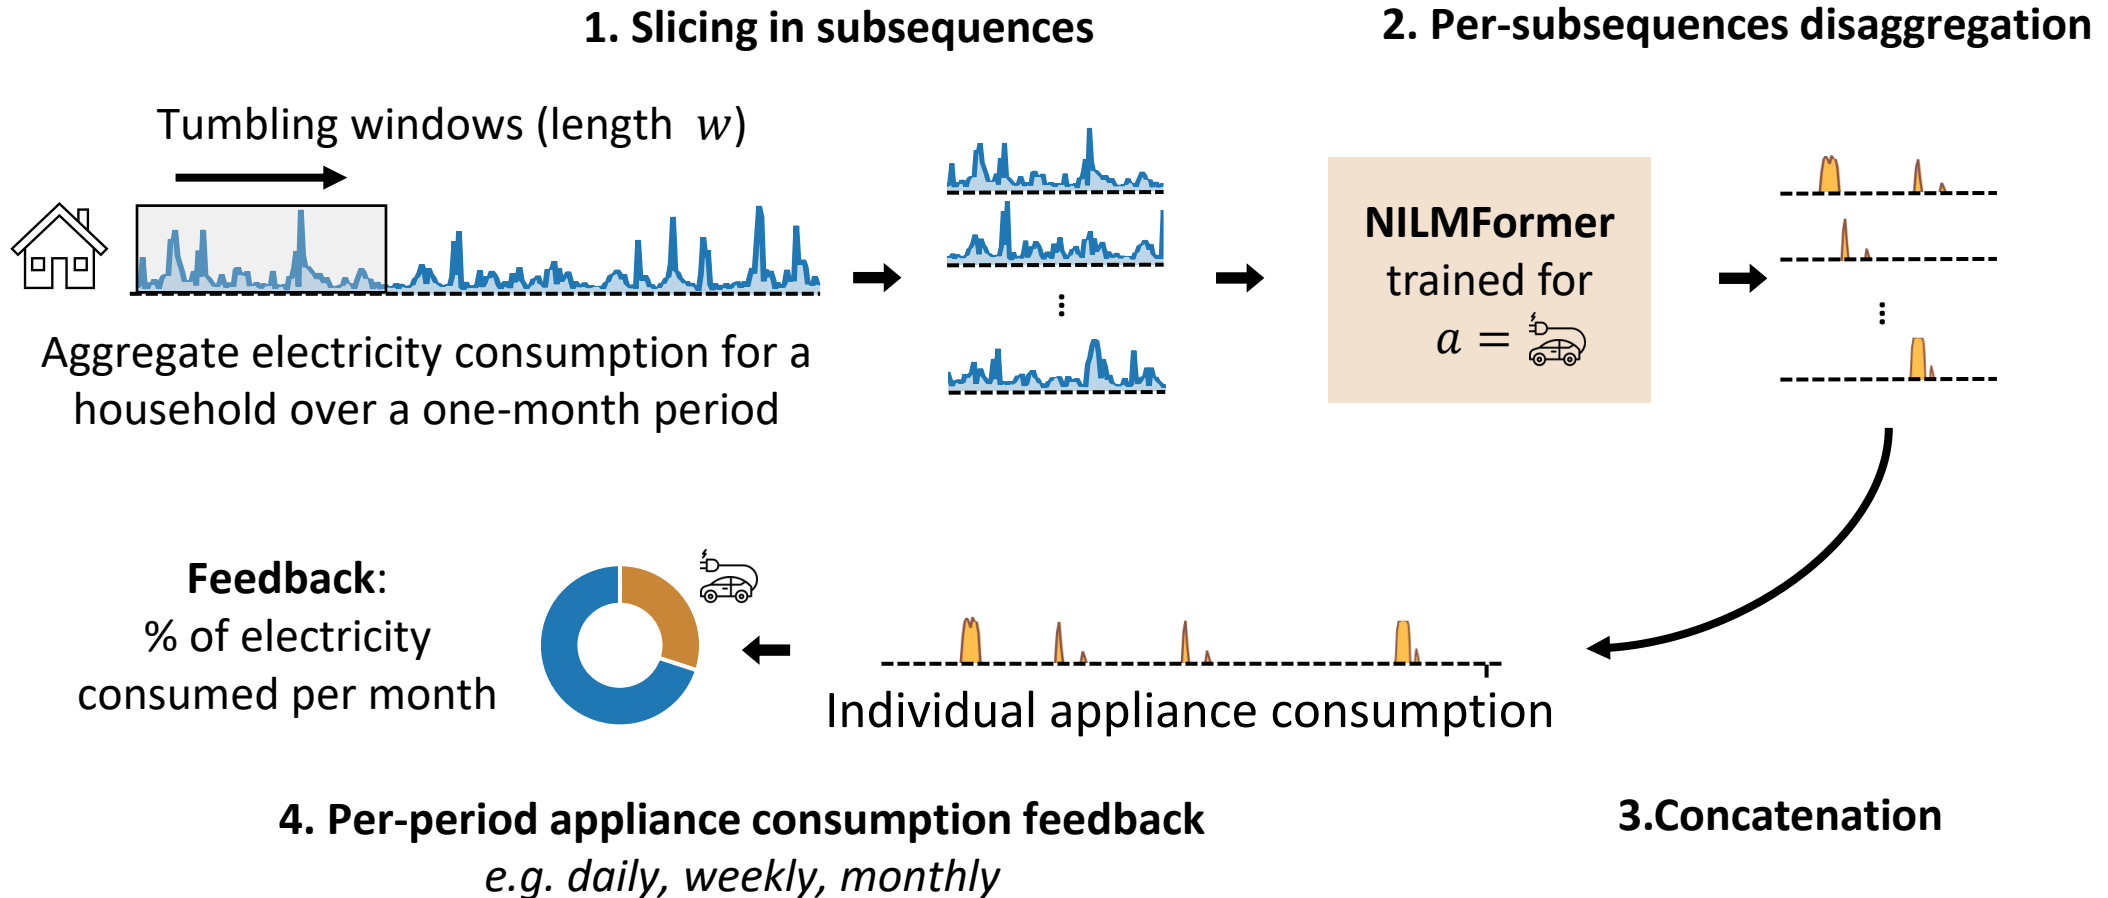 1. Slicing in subsequences
2. Per-subsequences disaggregation
Tumbling windows (length w)
NILMFormer
trained for
a =
Aggregate electricity consumption for a
household over a one-month period
Feedback:
% of electricity
consumed per month
Individual appliance consumption
4. Per-period appliance consumption feedback
e.g. daily, weekly, monthly
3.Concatenation